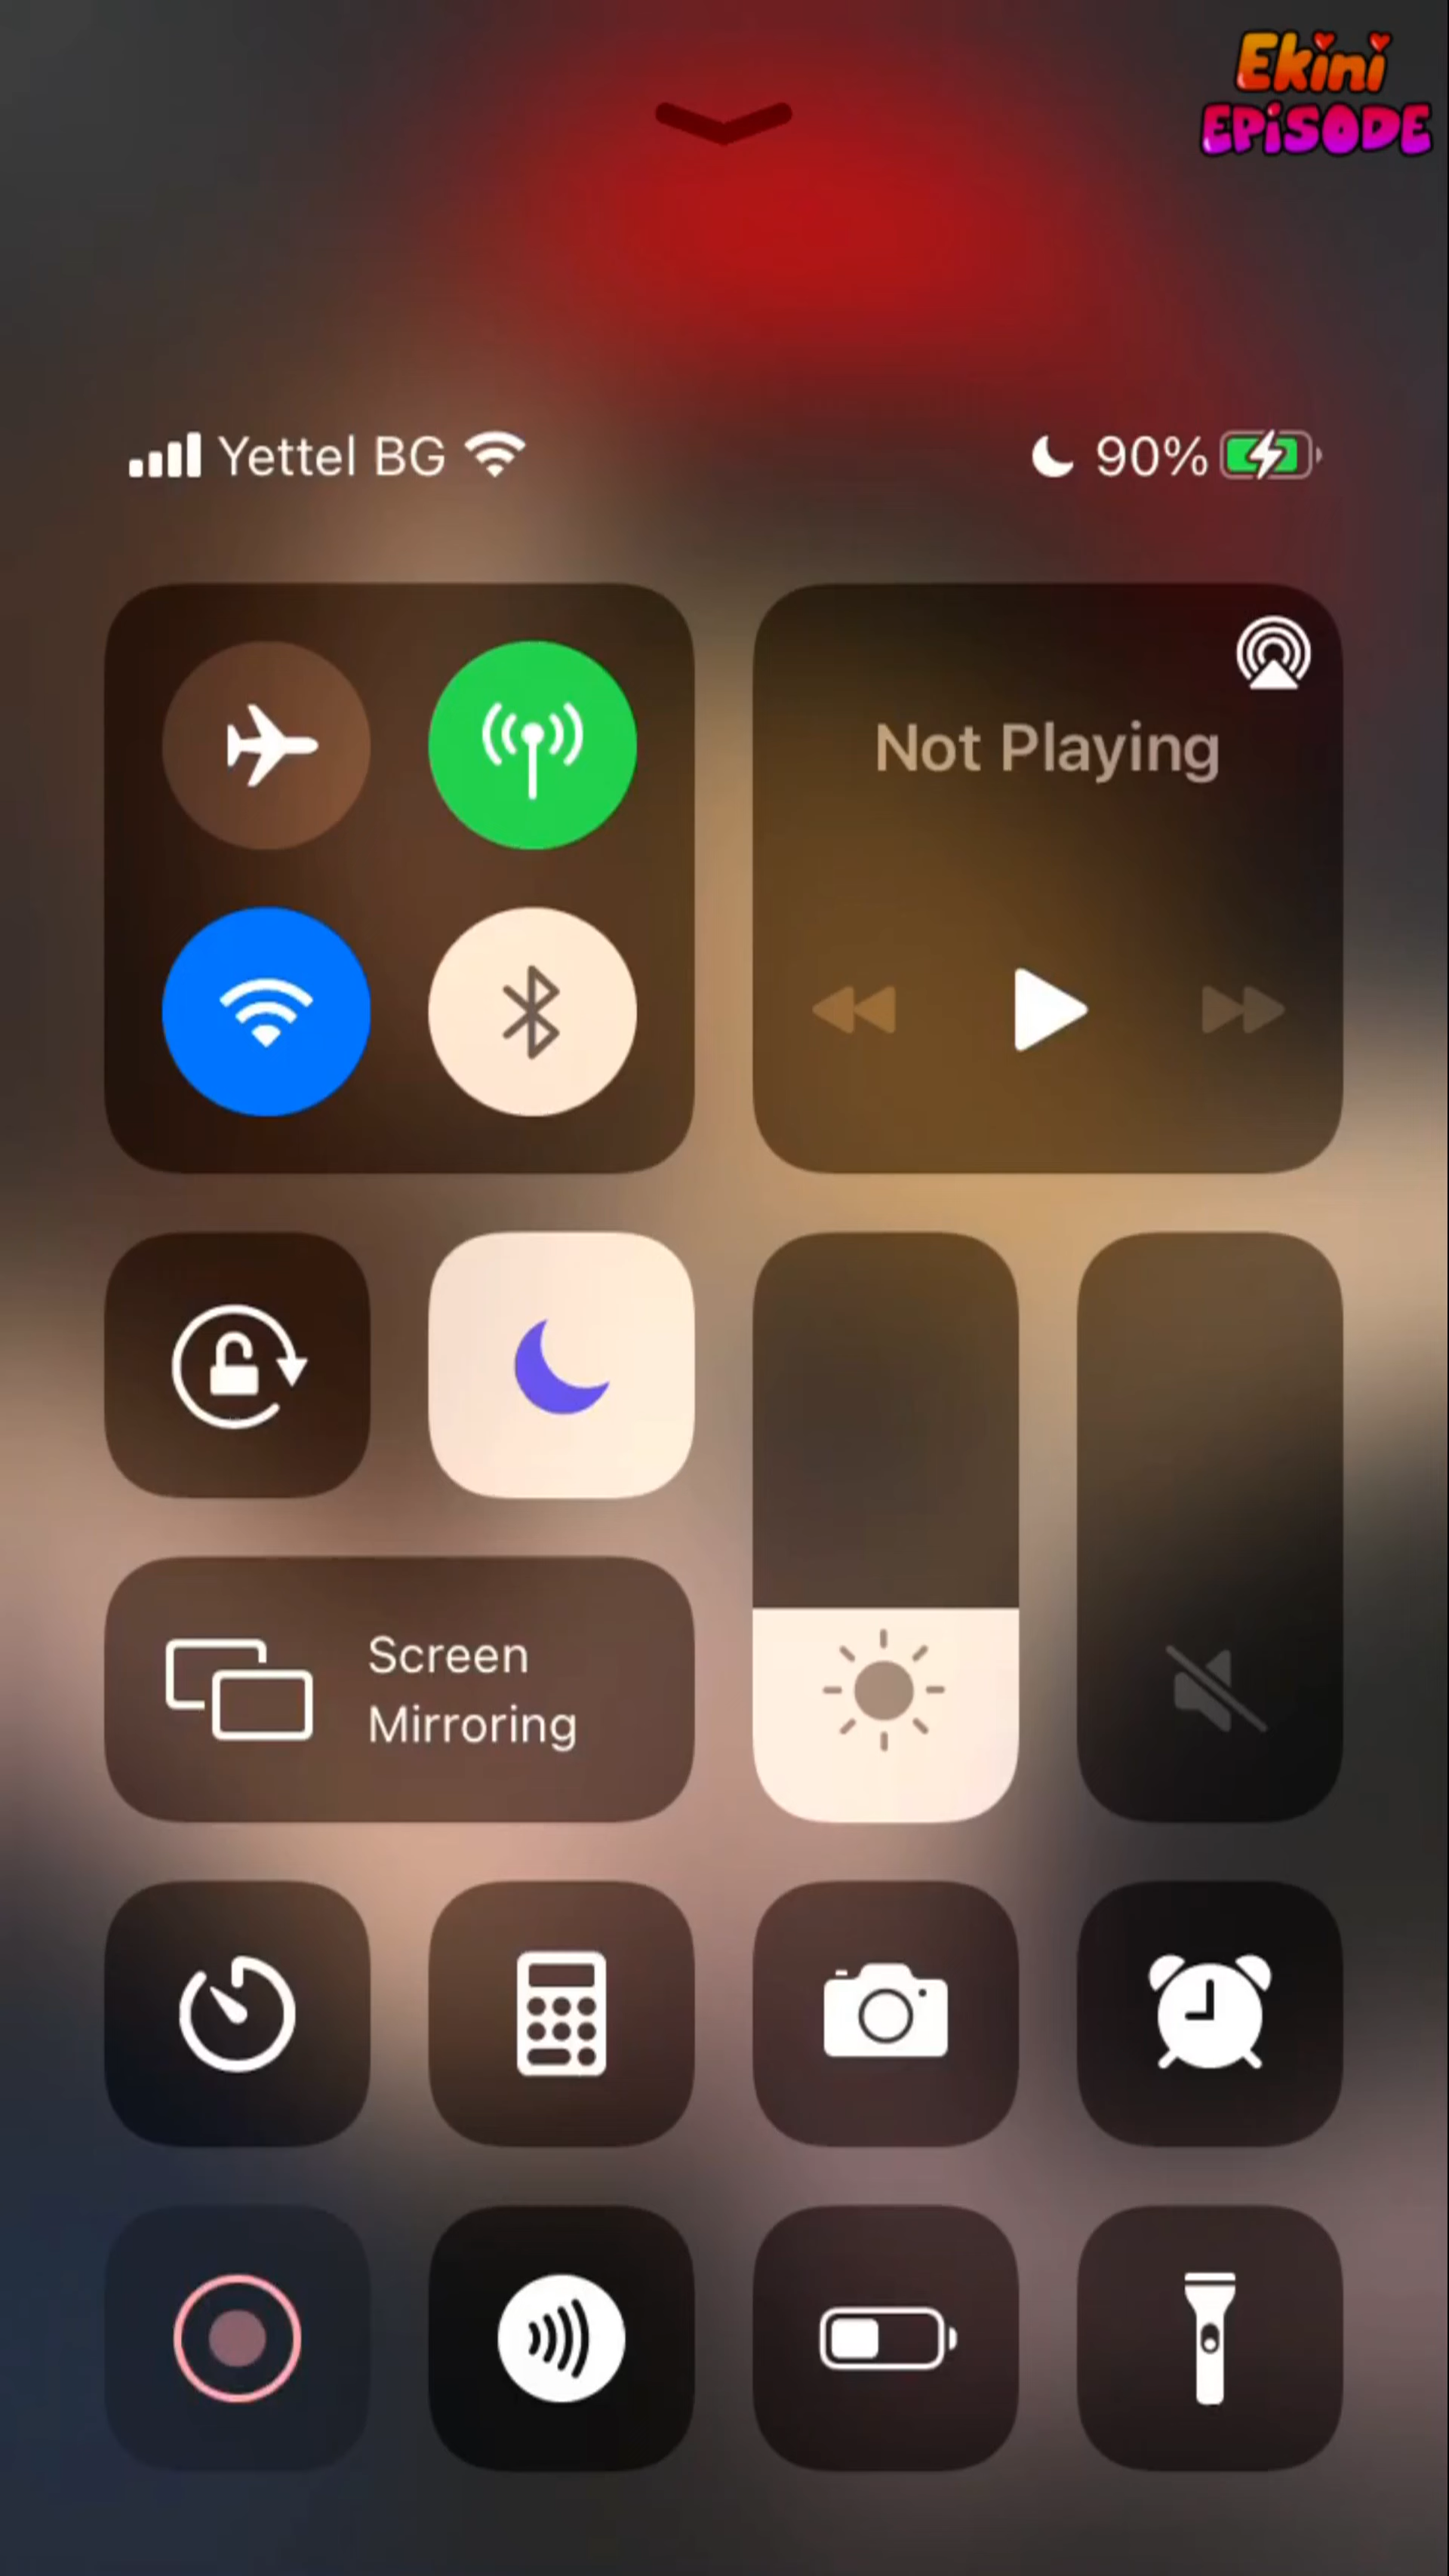 Ekini
EPiSODE
Yettel BG
90%
Not Playing
Screen
Mirroring